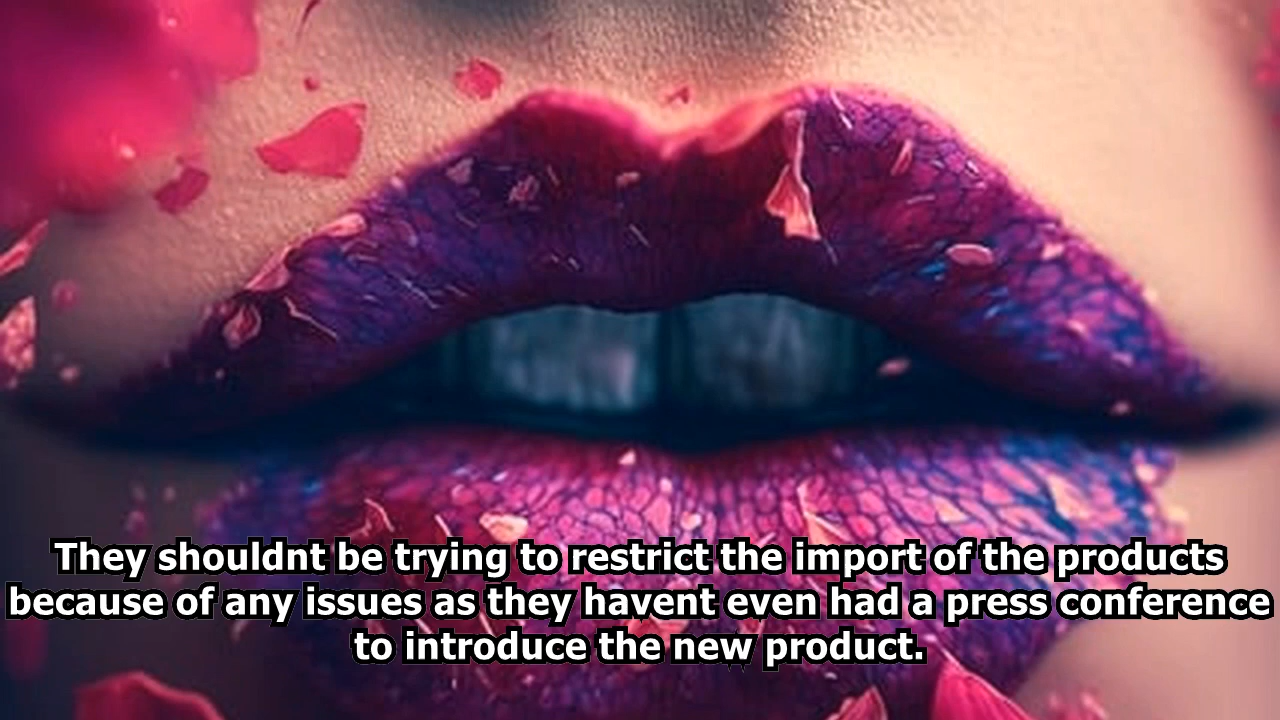 They shouldnt be trying to restrict the import of the products
because of any issues as they havent even had a press conference
to introduce the new product.